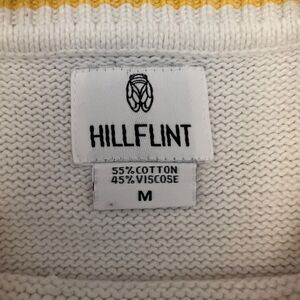 HILLFLINT
55% COTTON
45% VISCOSE
M